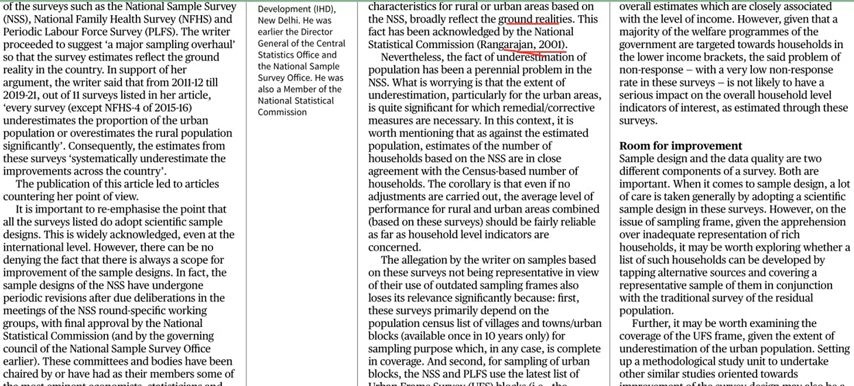 of the surveys such as the National Sample Survey
(NSS), National Family Health Survey (NFHS) and
Periodic Labour Force Survey (PLFS). The writer
proceeded to suggest ‘a major sampling overhaul’
so that the survey estimates reflect the ground
reality in the country. In support of her
argument, the writer said that from 2011-12 till
2019-21, out of 11 surveys listed in her article,
‘every survey (except NFHS-4 of 2015-16)
underestimates the proportion of the urban
population or overestimates the rural population
significantly’. Consequently, the estimates from
these surveys ‘systematically underestimate the
improvements across the country’.
The publication of this article led to articles
countering her point of view.
It is important to re-emphasise the point that
all the surveys listed do adopt scientific sample
designs. This is widely acknowledged, even at the
international level. However, there can be no
denying the fact that there is always a scope for
improvement of the sample designs. In fact, the
sample designs of the NSS have undergone
periodic revisions after due deliberations in the
meetings of the NSS round-specific working
groups, with final approval by the National
Statistical Commission (and by the governing
council of the National Sample Survey Office
earlier). These committees and bodies have been
chaired by or have had as their members some of
the most eminent economists, statisticians and
Development (IHD),
New Delhi. He was
earlier the Director
General of the Central
Statistics Office and
the National Sample
Survey Office. He was
also a Member of the
National Statistical
Commission
characteristics for rural or urban areas based on
the NSS, broadly reflect the ground realities. This
fact has been acknowledged by the National
Statistical Commission (Rangarajan, 2001).
Nevertheless, the fact of underestimation of
population has been a perennial problem in the
NSS. What is worrying is that the extent of
underestimation, particularly for the urban areas,
is quite significant for which remedial/corrective
measures are necessary. In this context, it is
worth mentioning that as against the estimated
population, estimates of the number of
households based on the NSS are in close
agreement with the Census-based number of
households. The corollary is that even if no
adjustments are carried out, the average level of
performance for rural and urban areas combined
(based on these surveys) should be fairly reliable
as far as household level indicators are
concerned.
The allegation by the writer on samples based
on these surveys not being representative in view
of their use of outdated sampling frames also
loses its relevance significantly because: first,
these surveys primarily depend on the
population census list of villages and towns/urban
blocks (available once in 10 years only) for
sampling purpose which, in any case, is complete
in coverage. And second, for sampling of urban
blocks, the NSS and PLFS use the latest list of
Urban Frame Survey (UFS) blocks (i.e., the
overall estimates which are closely associated
with the level of income. However, given that a
majority of the welfare programmes of the
government are targeted towards households in
the lower income brackets, the said problem of
non-response – with a very low non-response
rate in these surveys – is not likely to have a
serious impact on the overall household level
indicators of interest, as estimated through these
surveys.
Room for improvement
Sample design and the data quality are two
different components of a survey. Both are
important. When it comes to sample design, a lot
of care is taken generally by adopting a scientific
sample design in these surveys. However, on the
issue of sampling frame, given the apprehension
over inadequate representation of rich
households, it may be worth exploring whether a
list of such households can be developed by
tapping alternative sources and covering a
representative sample of them in conjunction
with the traditional survey of the residual
population.
Further, it may be worth examining the
coverage of the UFS frame, given the extent of
underestimation of the urban population. Setting
up a methodological study unit to undertake
other similar studies oriented towards
improvement of the survey design may also be a